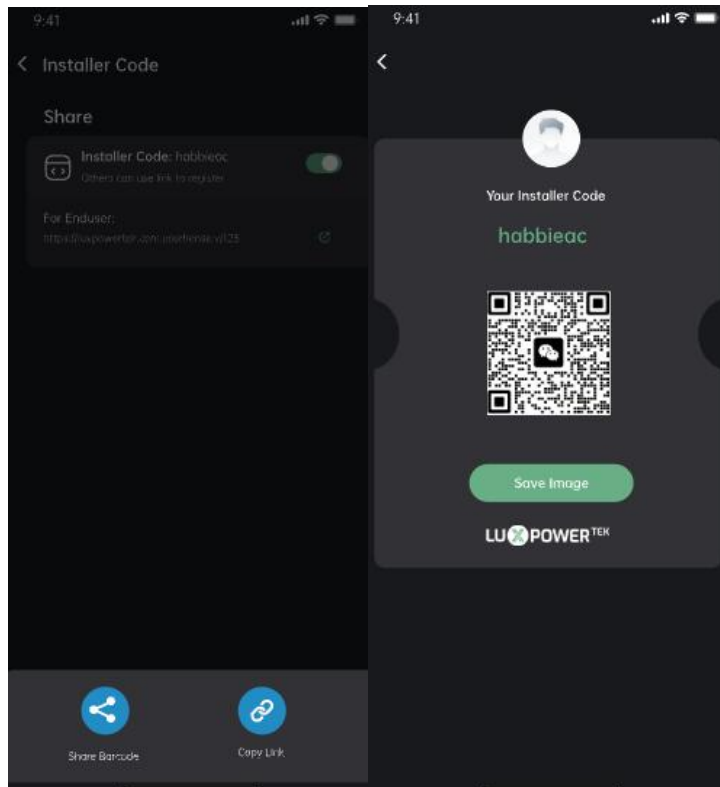 9:41
Installer Code
Share
Installer Code: habbieac
Others can use link to register
For Enduser:
Share Barcude
Copy Link
9:41
Your Installer Code
habbieac
Save Image
LUXPOWERTEK